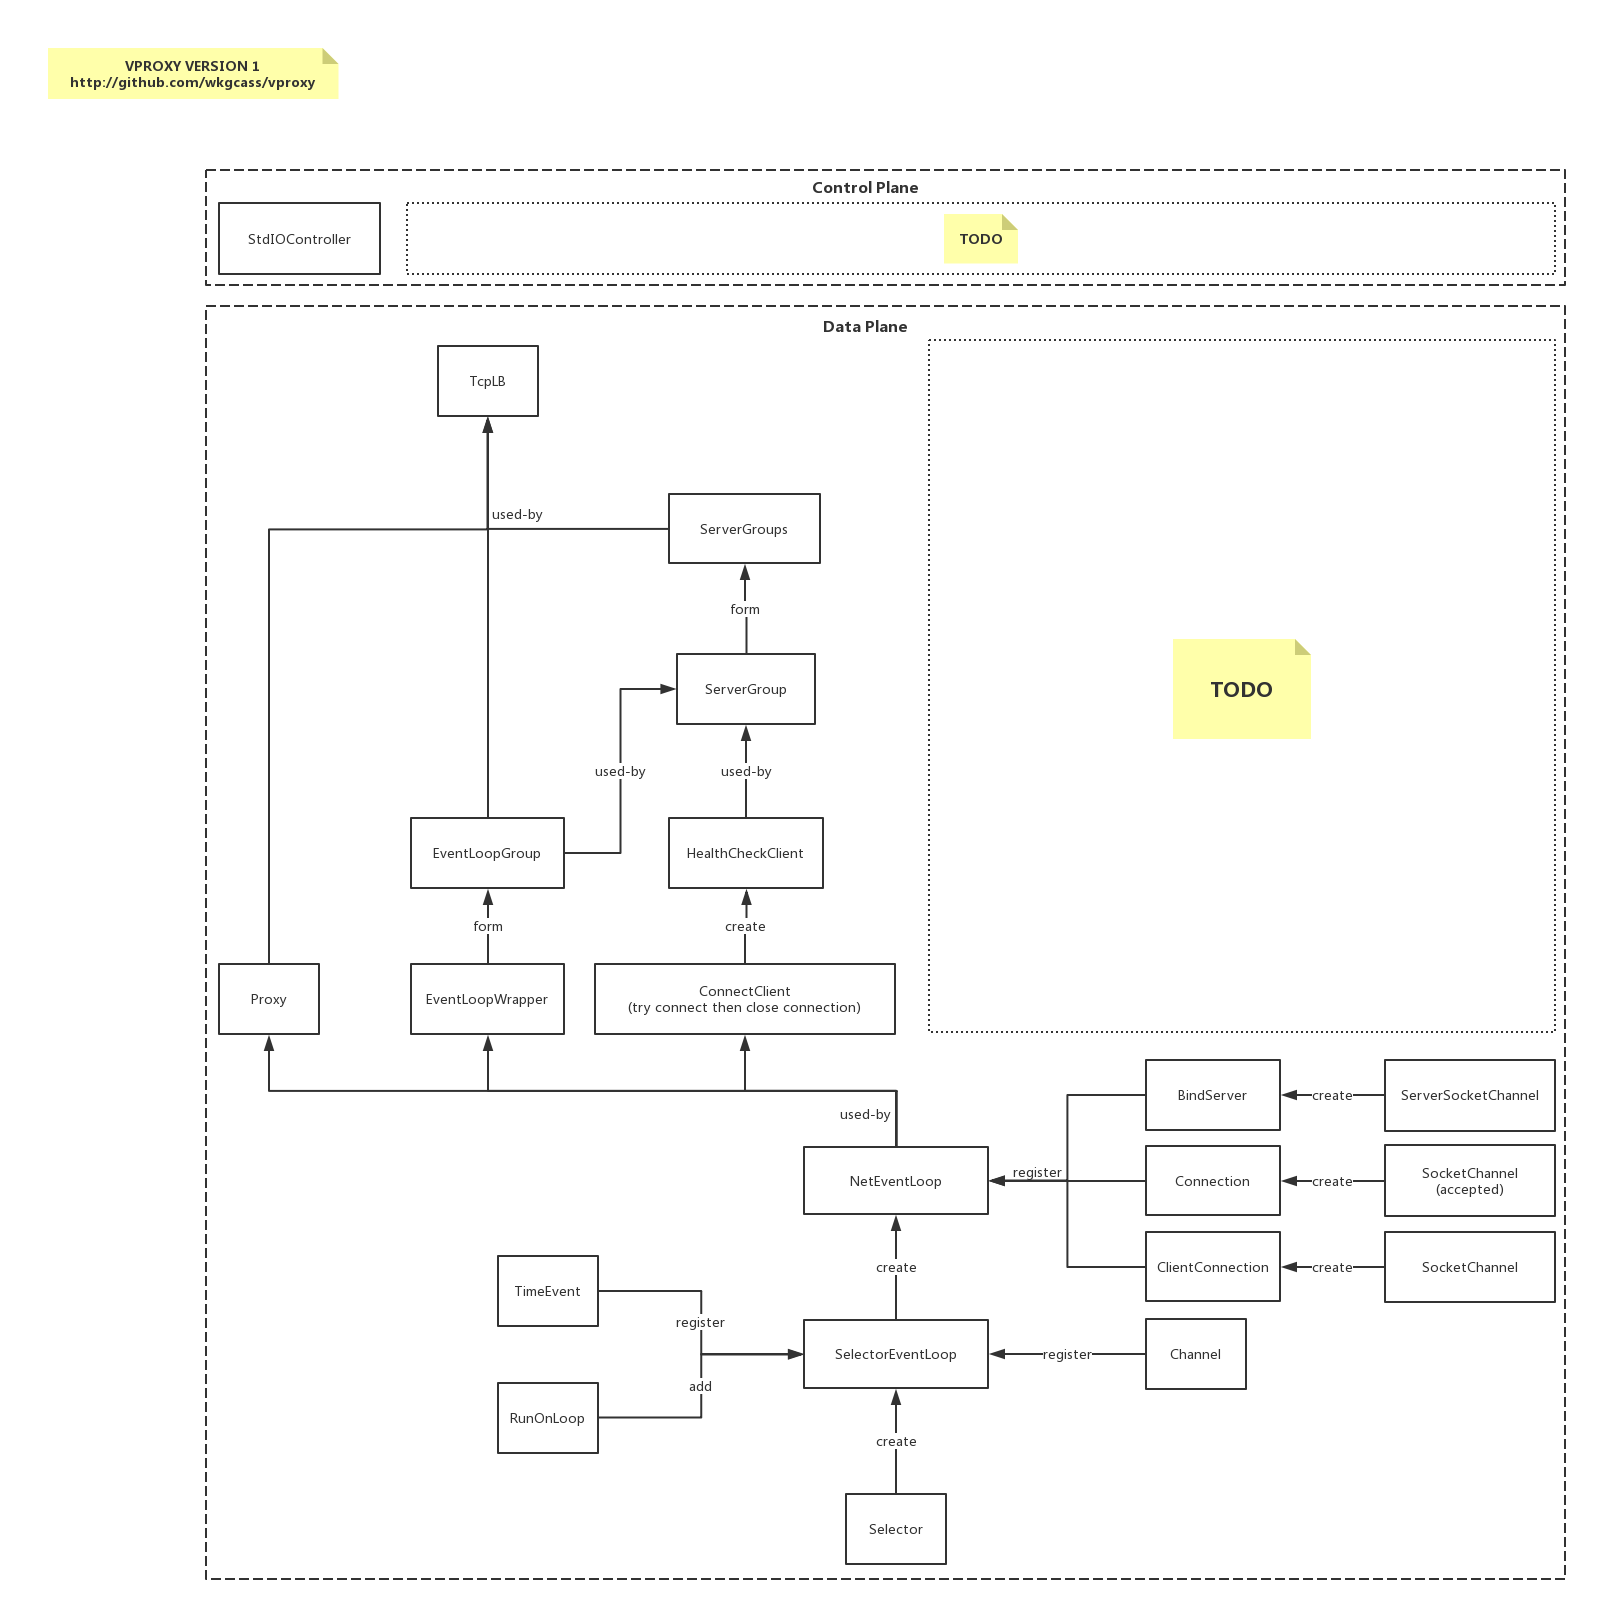 VPROXY VERSION 1
http://github.com/wkgcass/vproxy
Control Plane
StdIOController
TODO
Data Plane
TcpLB
used-by
ServerGroups
form
ServerGroup
TODO
used-by
used-by
EventLoopGroup
HealthCheckClient
form
create
Proxy
EventLoopWrapper
ConnectClient
(try connect then close connection)
used-by
BindServer
create
ServerSocketChannel
NetEventLoop
register
Connection
create
SocketChannel
(accepted)
create
ClientConnection
create
SocketChannel
TimeEvent
register
SelectorEventLoop
register
Channel
add
RunOnLoop
create
Selector